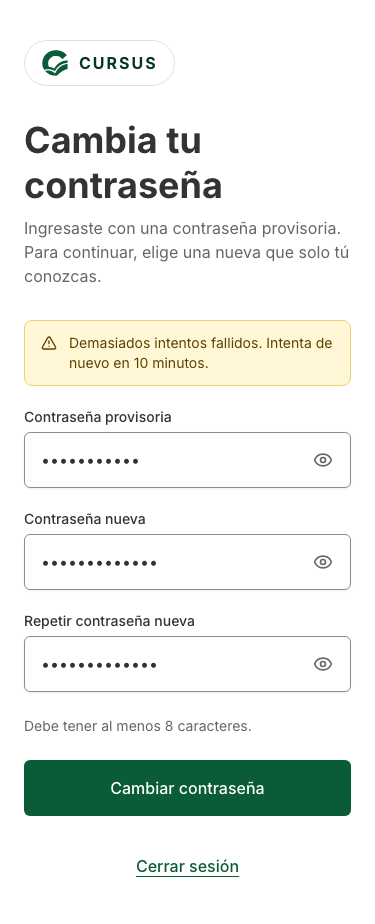 CURSUS
Cambia tu
contraseña
Ingresaste con una contraseña provisoria.
Para continuar, elige una nueva que solo tú
conozcas.
Demasiados intentos fallidos. Intenta de
nuevo en 10 minutos.
Contraseña provisoria
•••••••••••
Contraseña nueva
•••••••••••••
Repetir contraseña nueva
•••••••••••••
Debe tener al menos 8 caracteres.
Cambiar contraseña
Cerrar sesión